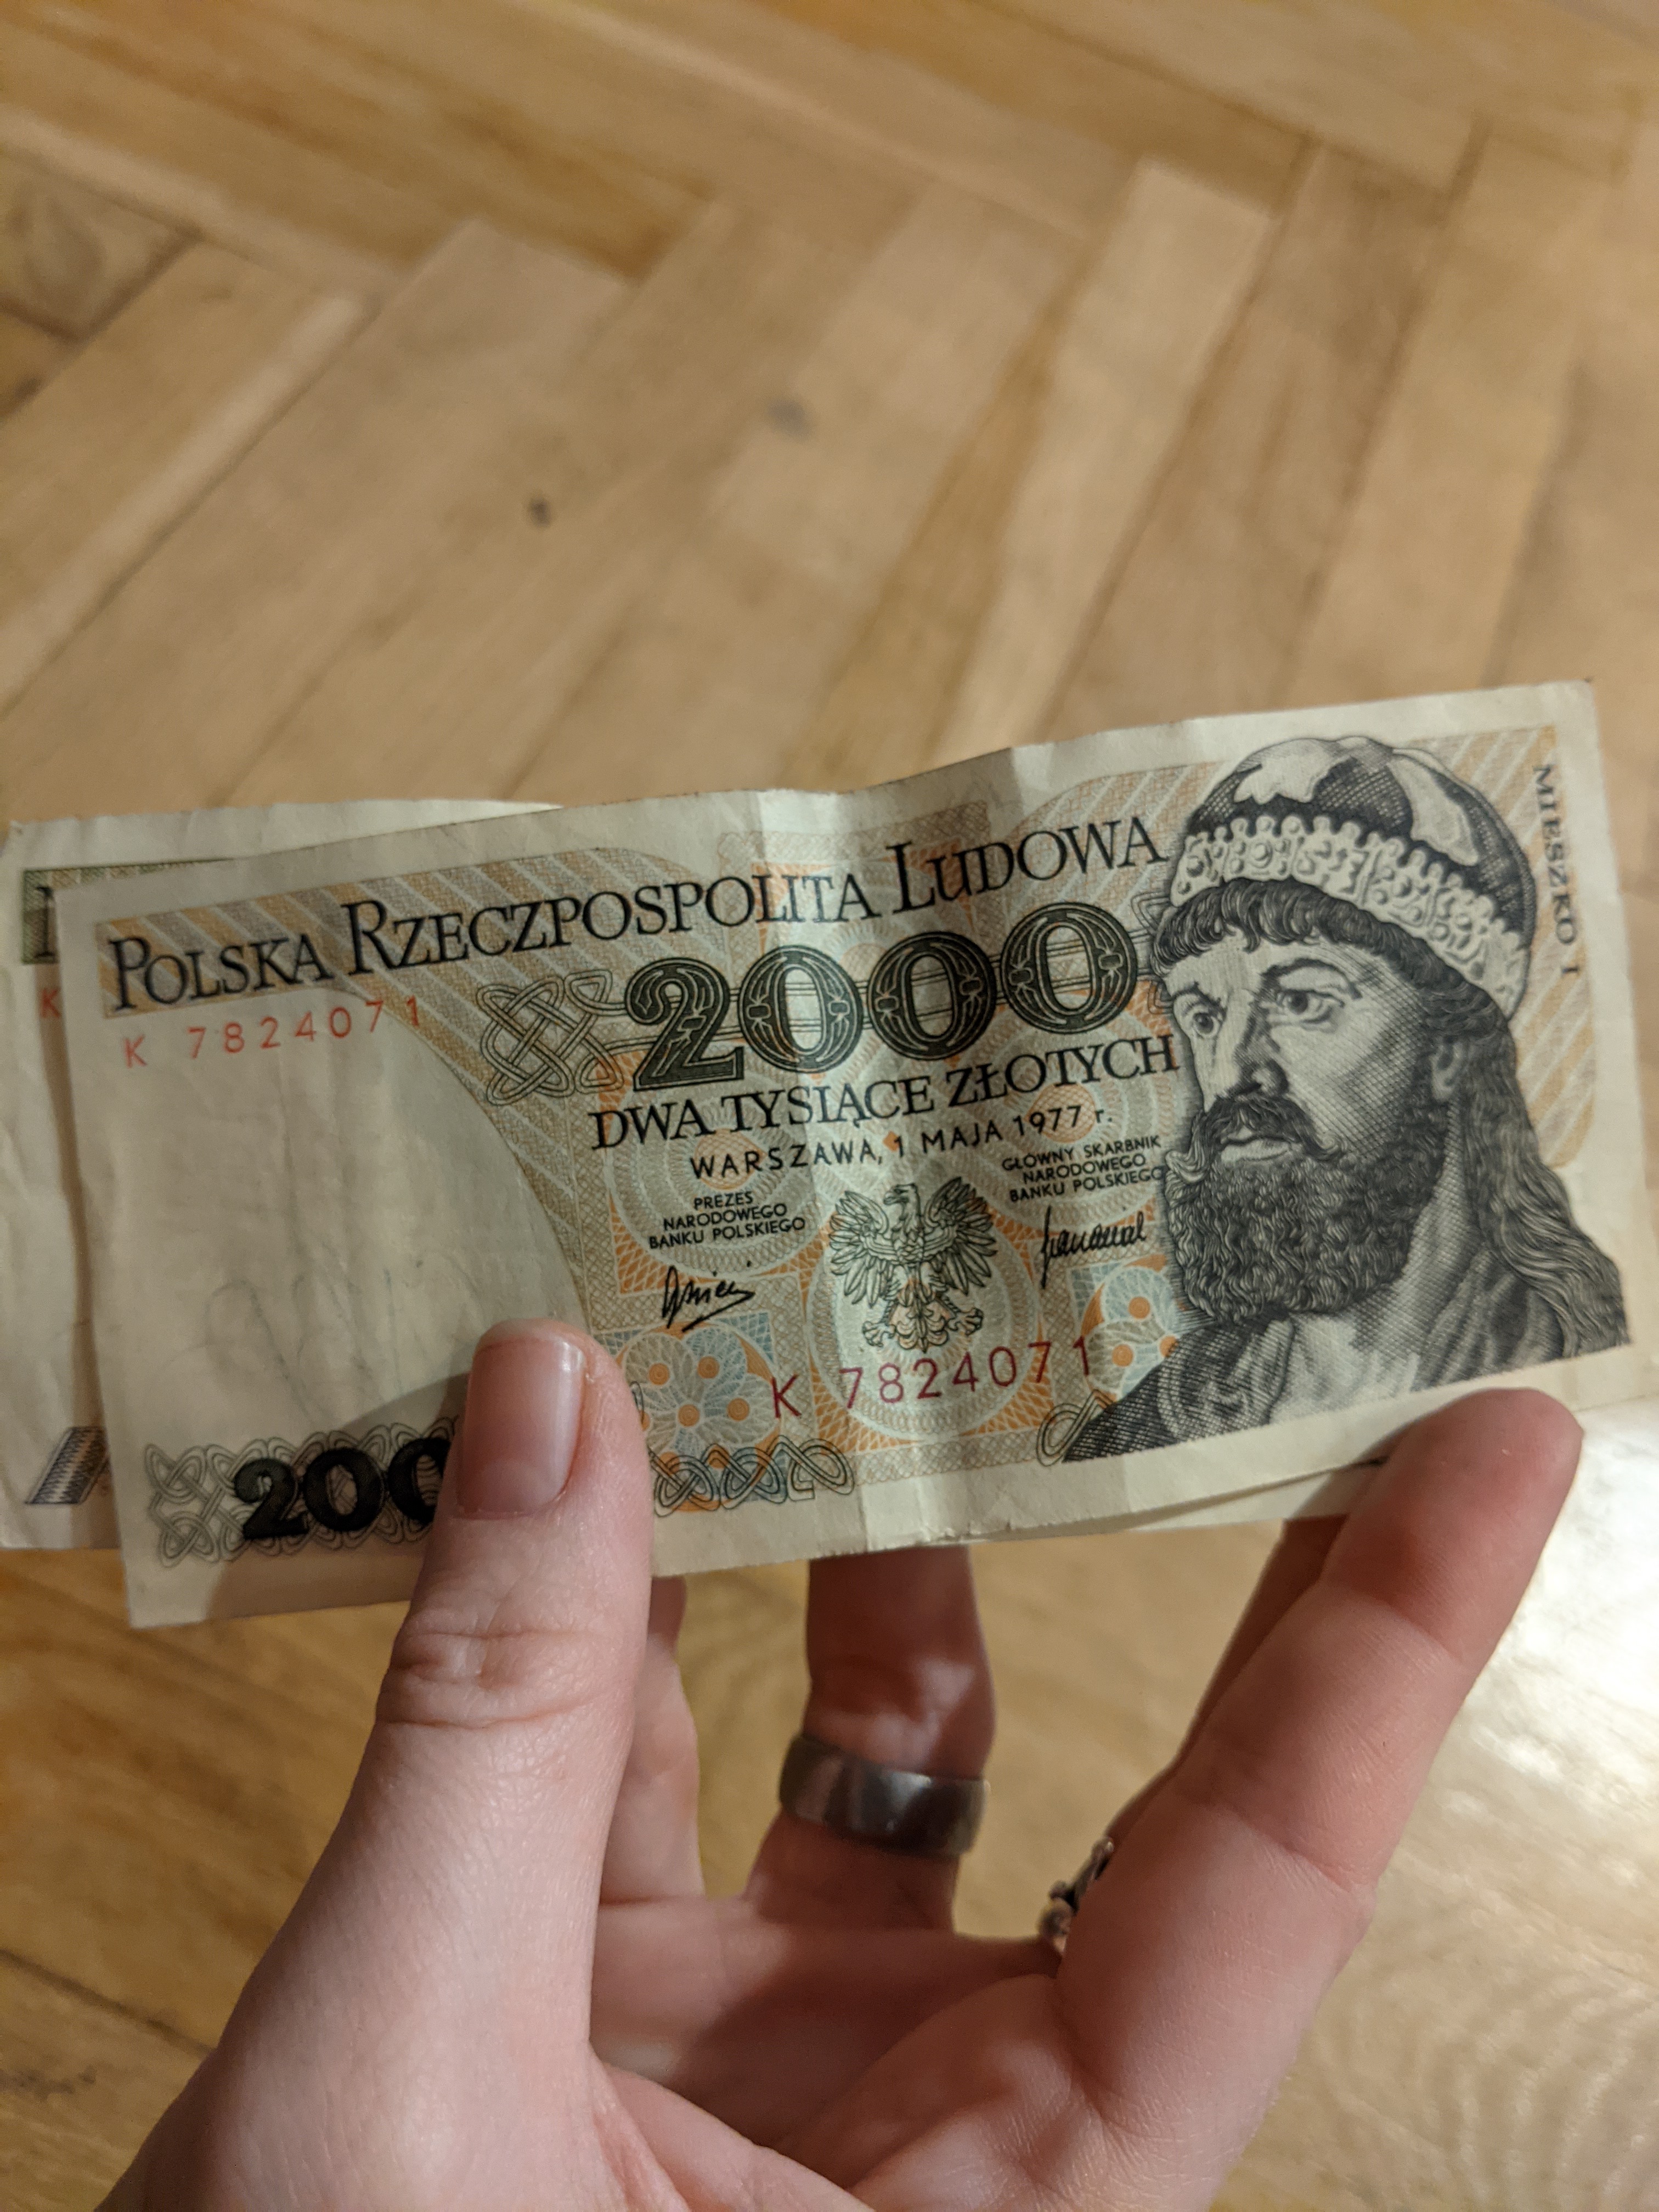 POLSKA RZECZPOSPOLITA LUDOWA
K 7824071
2000
DWA TYSIĄCE ZŁOTYCH
WARSZAWA, 1 MAJA 1977 r.
PREZES
NARODOWEGO
BANKU POLSKIEGO
GŁÓWNY SKARBNIK
NARODOWEGO
BANKU POLSKIEGO
K 7824071
200
MIESZKO I
K